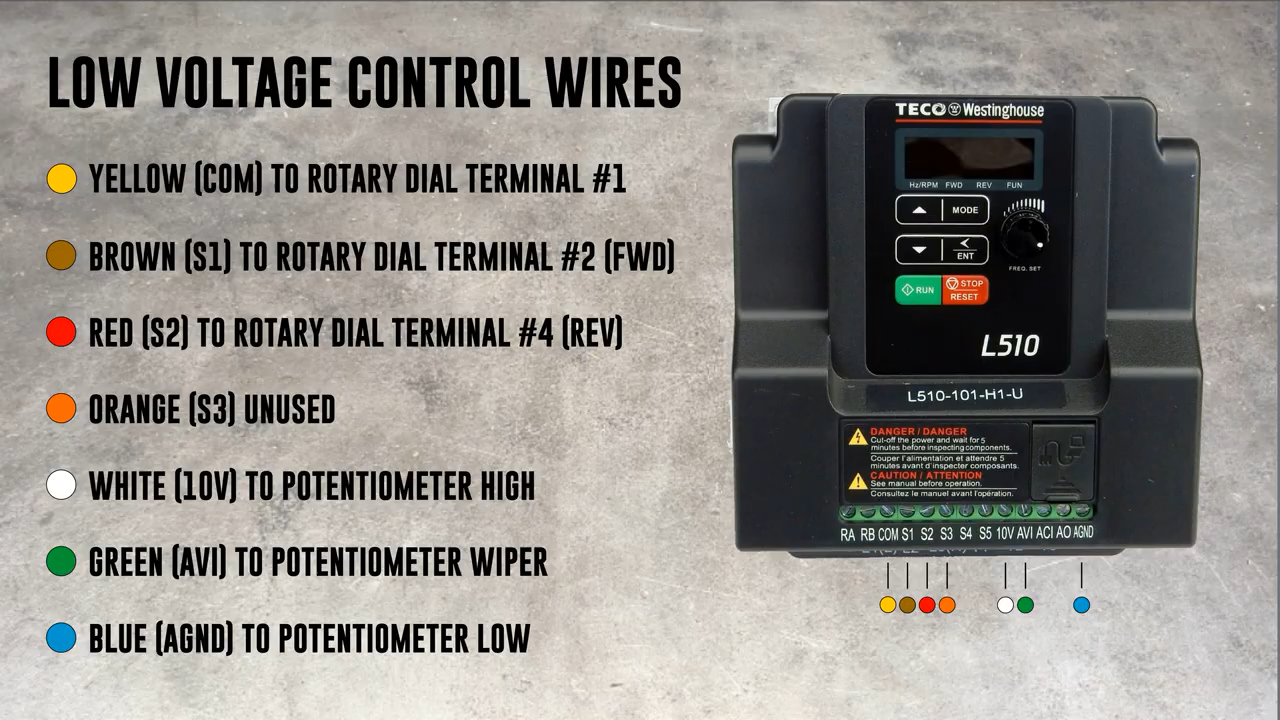 LOW VOLTAGE CONTROL WIRES
YELLOW (COM) TO ROTARY DIAL TERMINAL #1
BROWN (S1) TO ROTARY DIAL TERMINAL #2 (FWD)
RED (S2) TO ROTARY DIAL TERMINAL #4 (REV)
ORANGE (S3) UNUSED
WHITE (10V) TO POTENTIOMETER HIGH
GREEN (AVI) TO POTENTIOMETER WIPER
BLUE (AGND) TO POTENTIOMETER LOW
TECO Westinghouse
Hz/RPM FWD REV FUN
MODE
ENT
FREQ. SET
RUN
STOP
RESET
L510
L510-101-H1-U
DANGER / DANGER
Cut-off the power and wait for 5
minutes before inspecting components.
Couper l'alimentation et attendre 5
minutes avant d'inspecter composants.
CAUTION / ATTENTION
See manual before operation.
Consultez le manuel avant l'opération.
RA RB COM S1 S2 S3 S4 S5 10V AVI ACI AO AGND